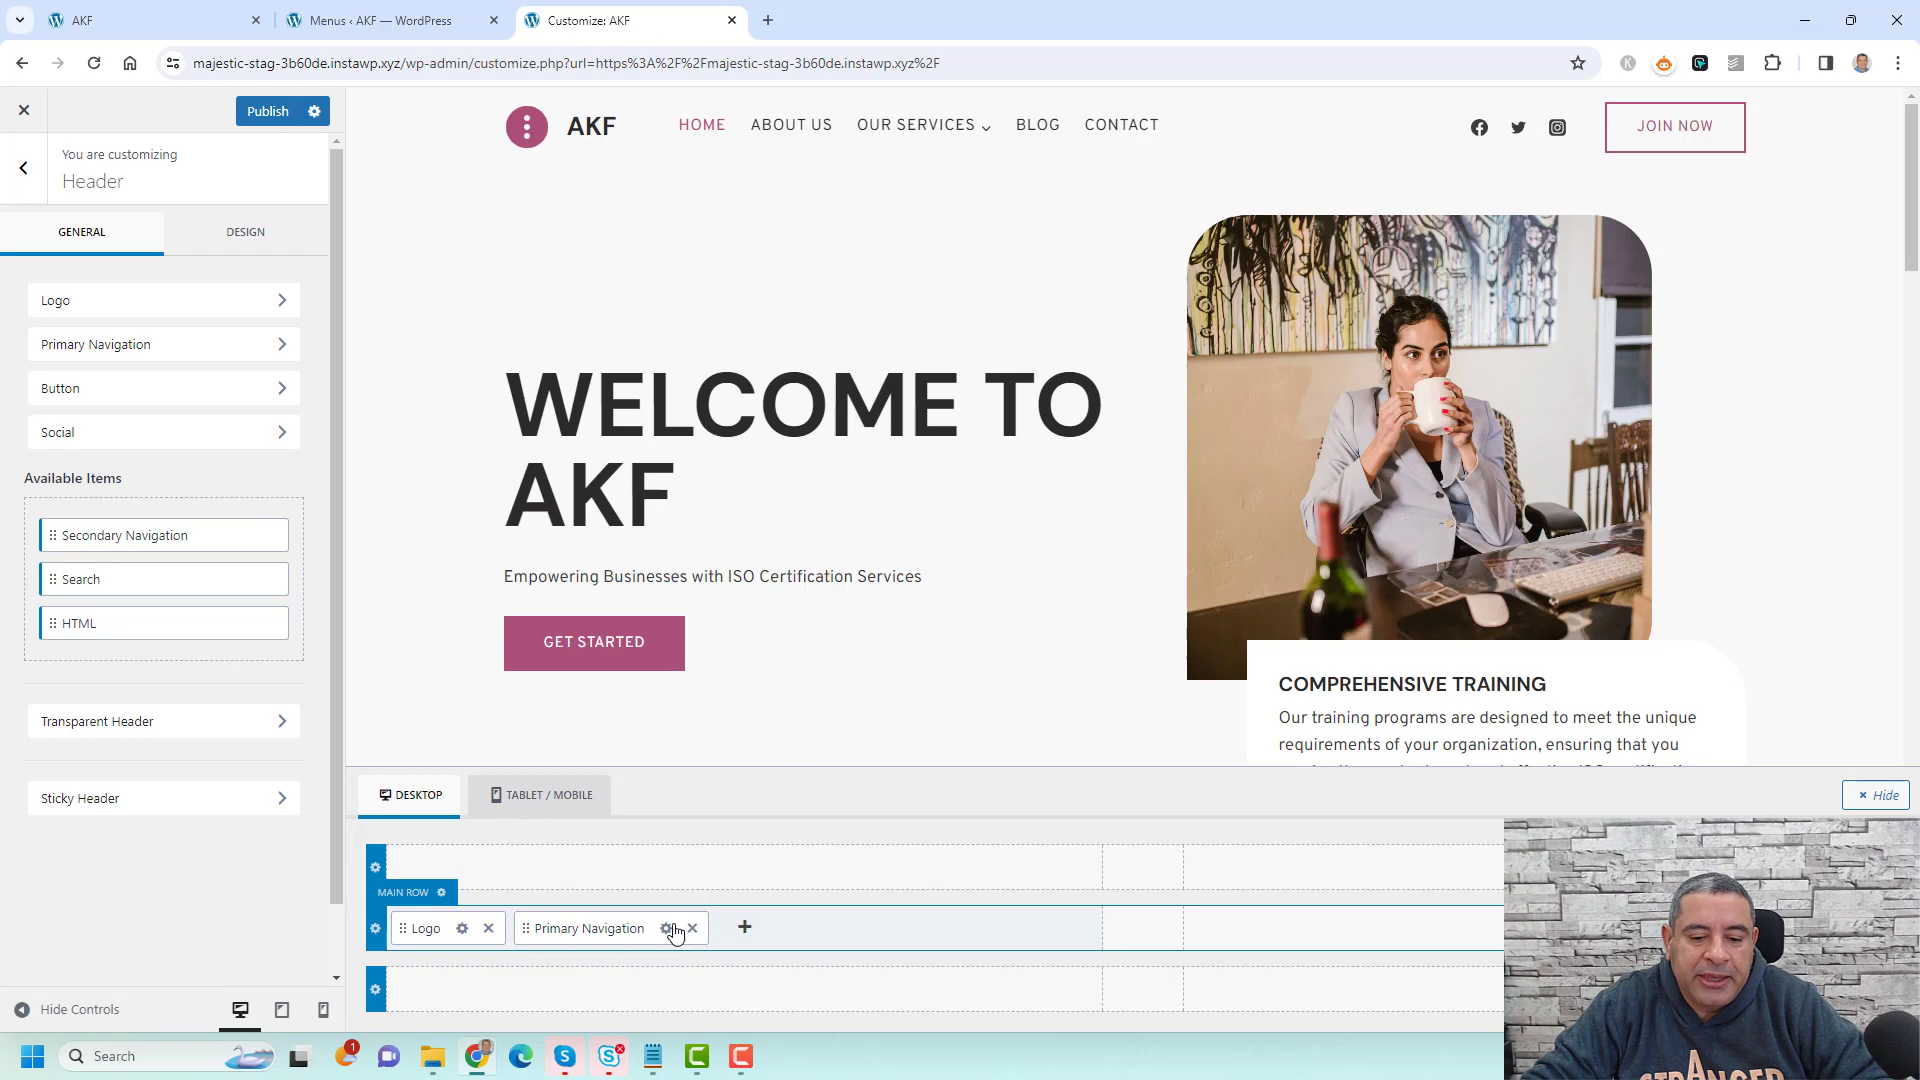 AKF
Menus ‹ AKF — WordPress
Customize: AKF
majestic-stag-3b60de.instawp.xyz/wp-admin/customize.php?url=https%3A%2F%2Fmajestic-stag-3b60de.instawp.xyz%2F
Publish
You are customizing
Header
GENERAL
DESIGN
Logo
Primary Navigation
Button
Social
Available Items
Secondary Navigation
Search
HTML
Transparent Header
Sticky Header
Hide Controls
AKF
HOME
ABOUT US
OUR SERVICES
BLOG
CONTACT
JOIN NOW
WELCOME TO
AKF
Empowering Businesses with ISO Certification Services
GET STARTED
COMPREHENSIVE TRAINING
Our training programs are designed to meet the unique
requirements of your organization, ensuring that you
DESKTOP
TABLET / MOBILE
× Hide
MAIN ROW
Logo
Primary Navigation
Search
1